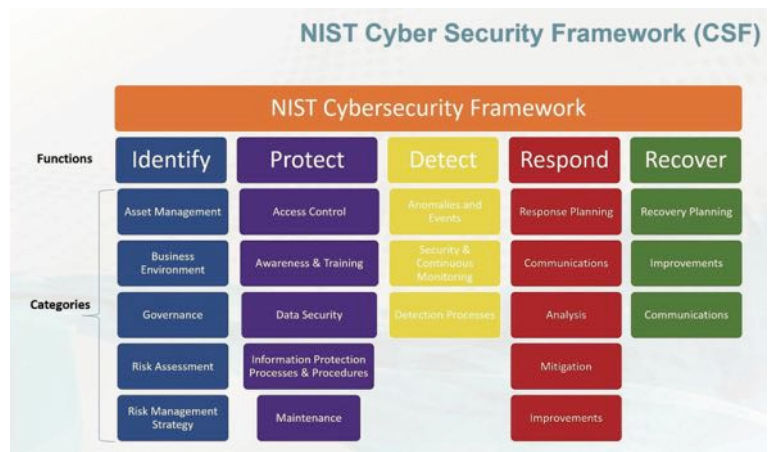 NIST Cyber Security Framework (CSF)
NIST Cybersecurity Framework
Functions
Identify
Protect
Detect
Respond
Recover
Categories
Asset Management
Access Control
Anomalies and
Events
Response Planning
Recovery Planning
Business
Environment
Awareness & Training
Security &
Continuous
Monitoring
Communications
Improvements
Governance
Data Security
Detection Processes
Analysis
Communications
Risk Assessment
Information Protection
Processes & Procedures
Mitigation
Risk Management
Strategy
Maintenance
Improvements